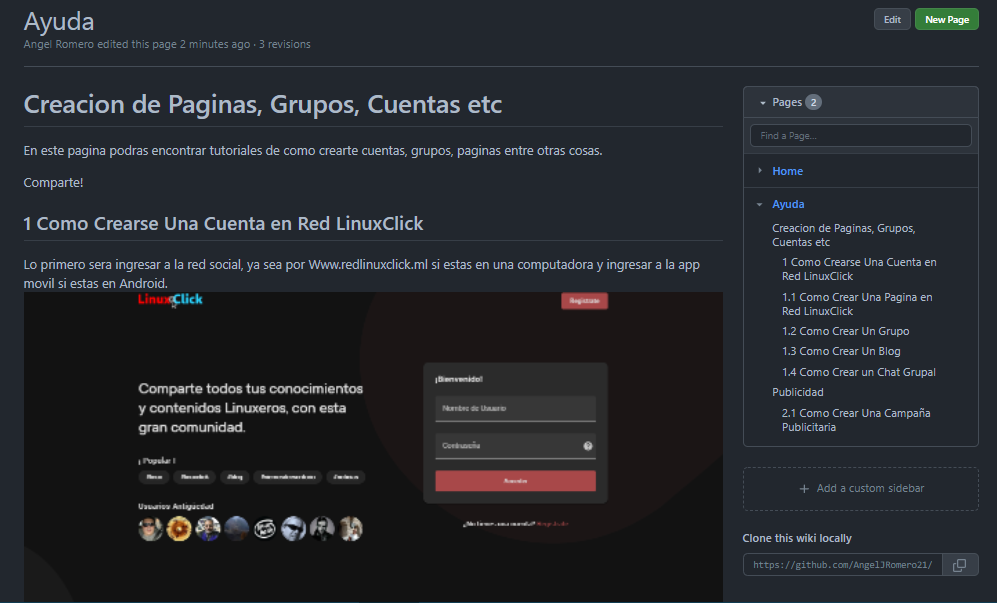 Ayuda
Edit
New Page
Angel Romero edited this page 2 minutes ago · 3 revisions
Creacion de Paginas, Grupos, Cuentas etc
En este pagina podras encontrar tutoriales de como crearte cuentas, grupos, paginas entre otras cosas.
Comparte!
1 Como Crearse Una Cuenta en Red LinuxClick
Lo primero sera ingresar a la red social, ya sea por Www.redlinuxclick.ml si estas en una computadora y ingresar a la app
movil si estas en Android.
LinuxClick
Registrate
Comparte todos tus conocimientos
y contenidos Linuxeros, con esta
gran comunidad.
¡ Popular !
#blog
Usuarios Antigüedad
¡Bienvenido!
Nombre de Usuario
Contraseña
Acceder
¿No tienes una cuenta? Registrate
Pages 2
Find a Page...
Home
Ayuda
Creacion de Paginas, Grupos,
Cuentas etc
1 Como Crearse Una Cuenta en
Red LinuxClick
1.1 Como Crear Una Pagina en
Red LinuxClick
1.2 Como Crear Un Grupo
1.3 Como Crear Un Blog
1.4 Como Crear un Chat Grupal
Publicidad
2.1 Como Crear Una Campaña
Publicitaria
+ Add a custom sidebar
Clone this wiki locally
https://github.com/AngelJRomero21/